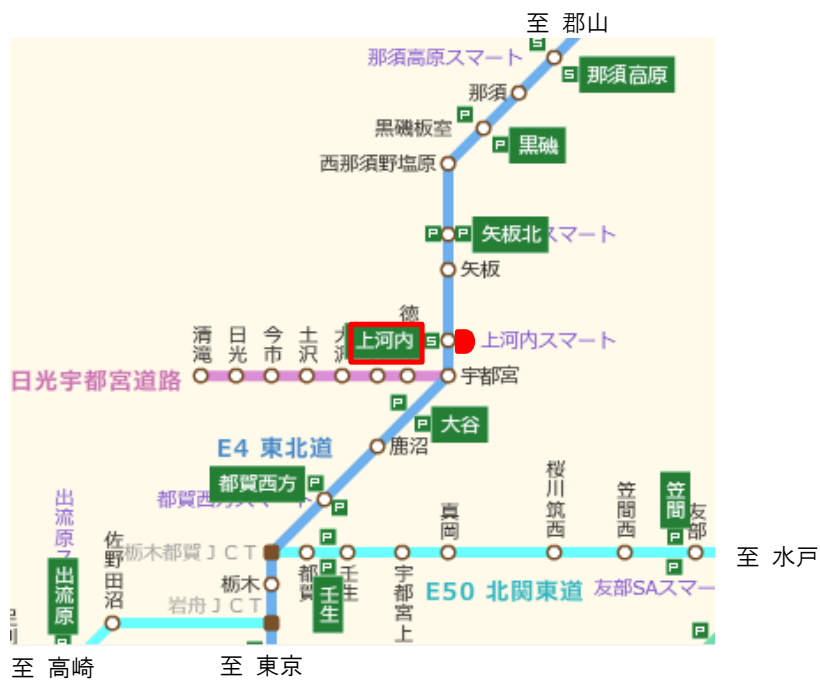 至 郡山
那須高原スマート
S
S
那須高原
那須
P
黒磯板室
P
黒磯
西那須野塩原
P
P
矢板北
スマート
矢板
徳
清滝
日光
今市
土沢
上河内
S
上河内スマート
日光宇都宮道路
宇都宮
P
P
大谷
鹿沼
E4 東北道
都賀西方
P
都賀西方スマート
P
出流原ス
佐野田沼
栃木都賀JCT
P
都賀
P
壬生
壬生
宇都宮上
真岡
桜川筑西
笠間西
笠間
P
友部
P
至 水戸
出流原
P
栃木
岩舟JCT
E50 北関東道
友部SAスマー
P
至 高崎
至 東京